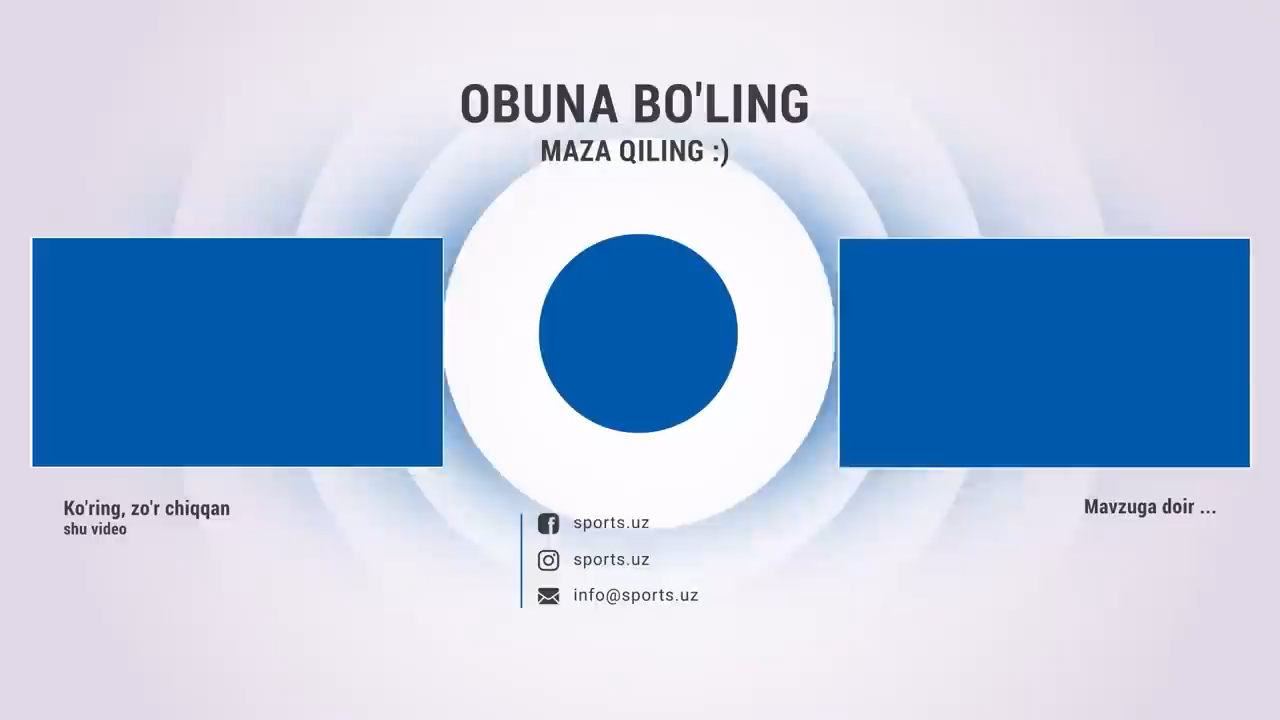 OBUNA BO'LING
MAZA QILING :)
Ko'ring, zo'r chiqqan
shu video
Mavzuga doir ...
sports.uz
sports.uz
info@sports.uz